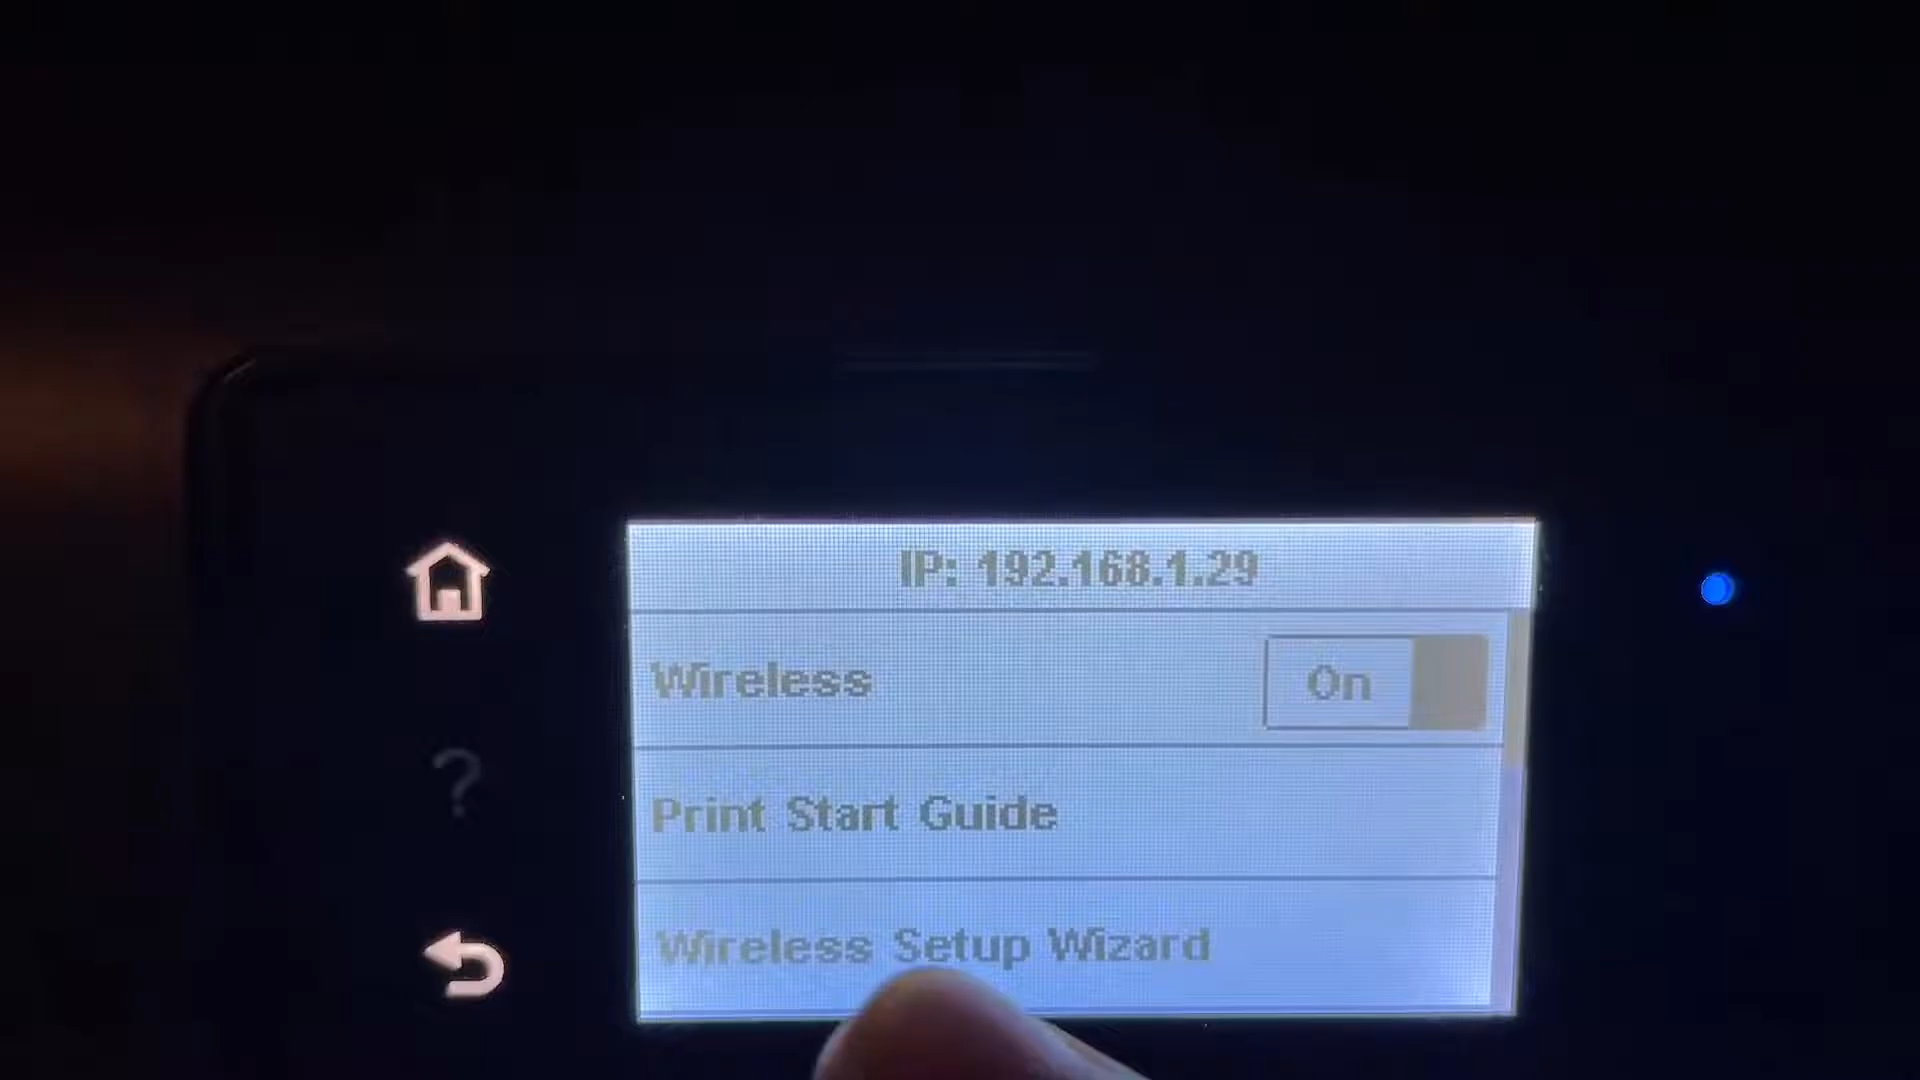 IP: 192.168.1.29
Wireless
On
Print Start Guide
Wireless Setup Wizard
?